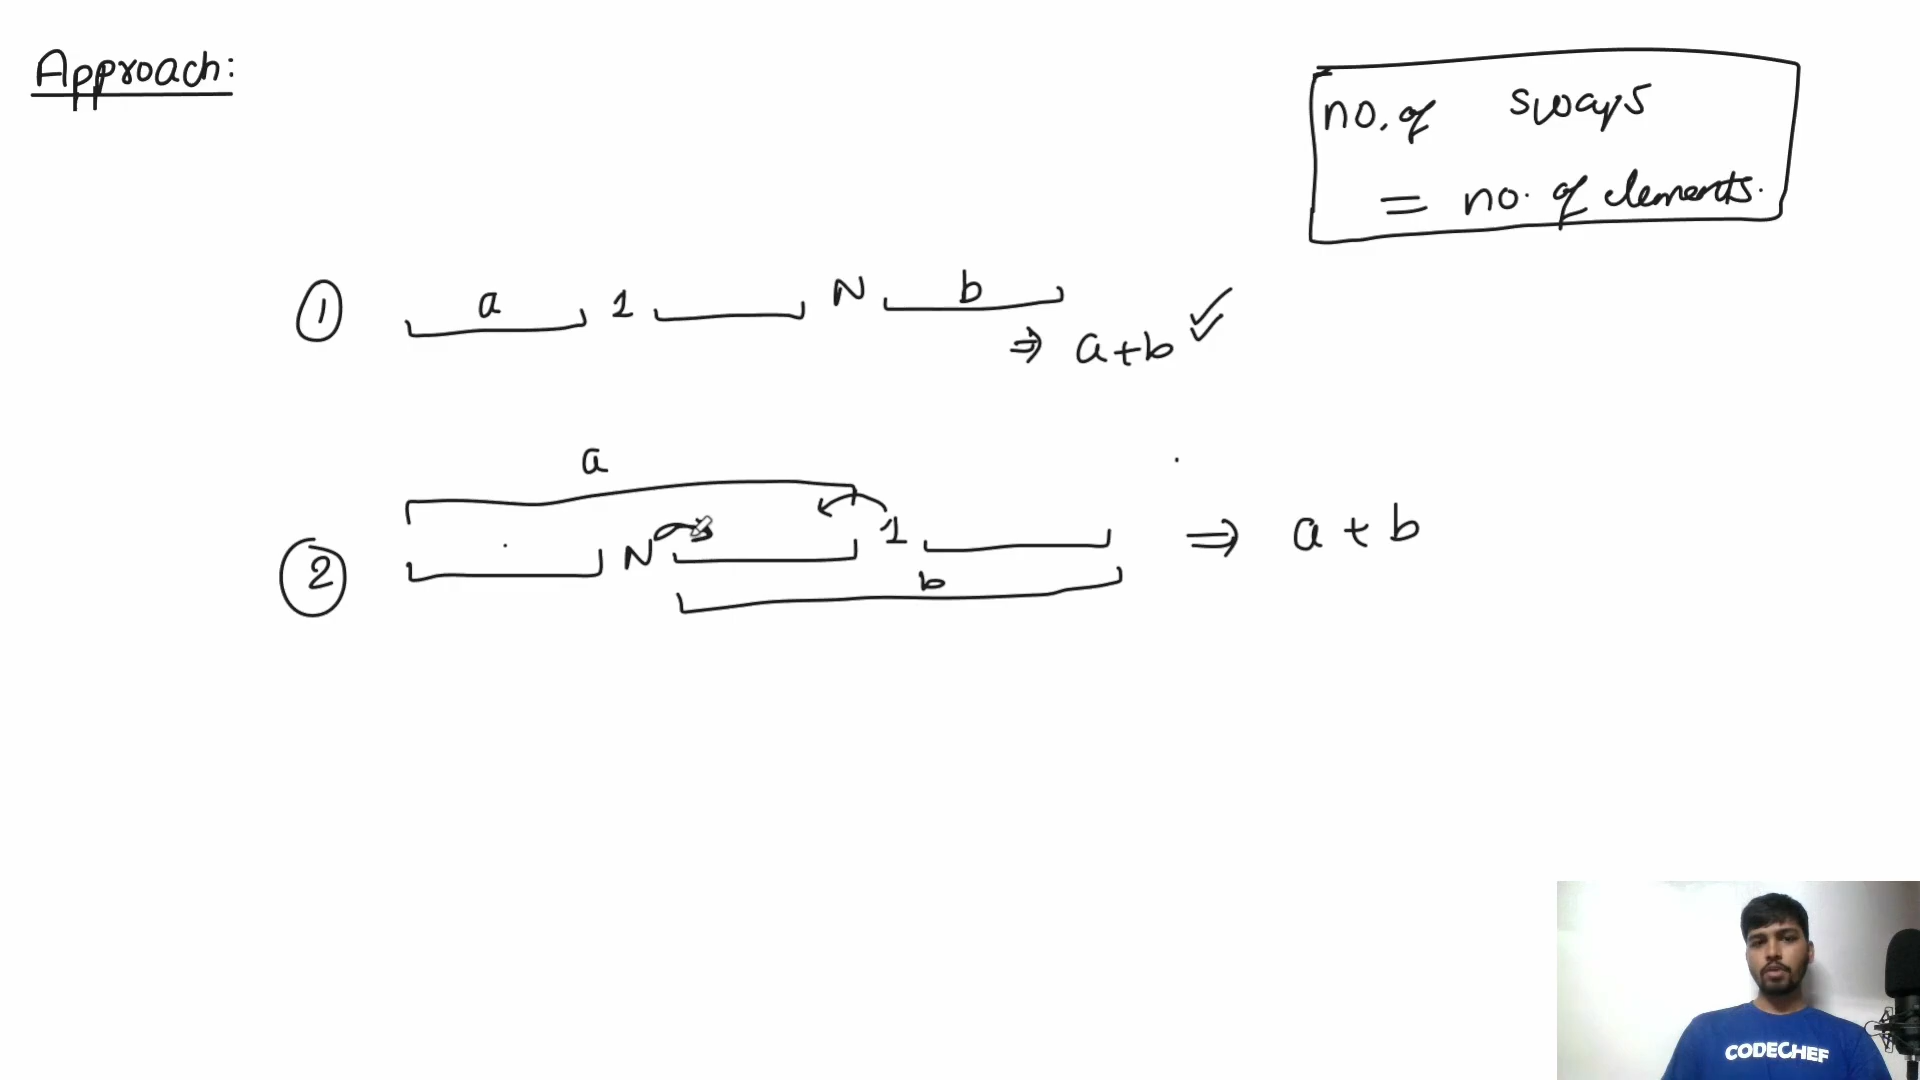 Approach:
no. of swaps
= no. of elements.
① a 1 N b
⇒ a+b
a
② N 1 ⇒ a + b
b
CODECHEF